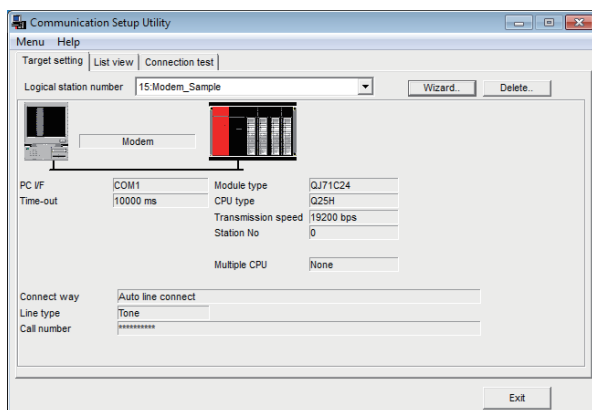 Communication Setup Utility
Menu Help
Target setting List view Connection test
Logical station number 15:Modem_Sample Wizard.. Delete..
Modem
PC I/F COM1 Module type QJ71C24
Time-out 10000 ms CPU type Q25H
Transmission speed 19200 bps
Station No 0
Multiple CPU None
Connect way Auto line connect
Line type Tone
Call number **********
Exit